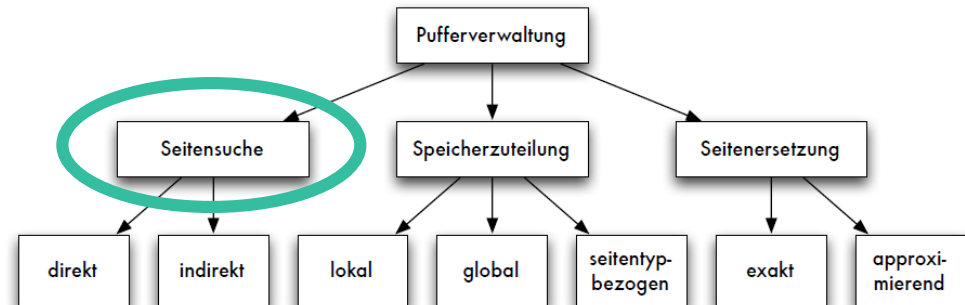 Pufferverwaltung
Seitensuche
Speicherzuteilung
Seitenersetzung
direkt
indirekt
lokal
global
seitentyp-
bezogen
exakt
approxi-
mierend